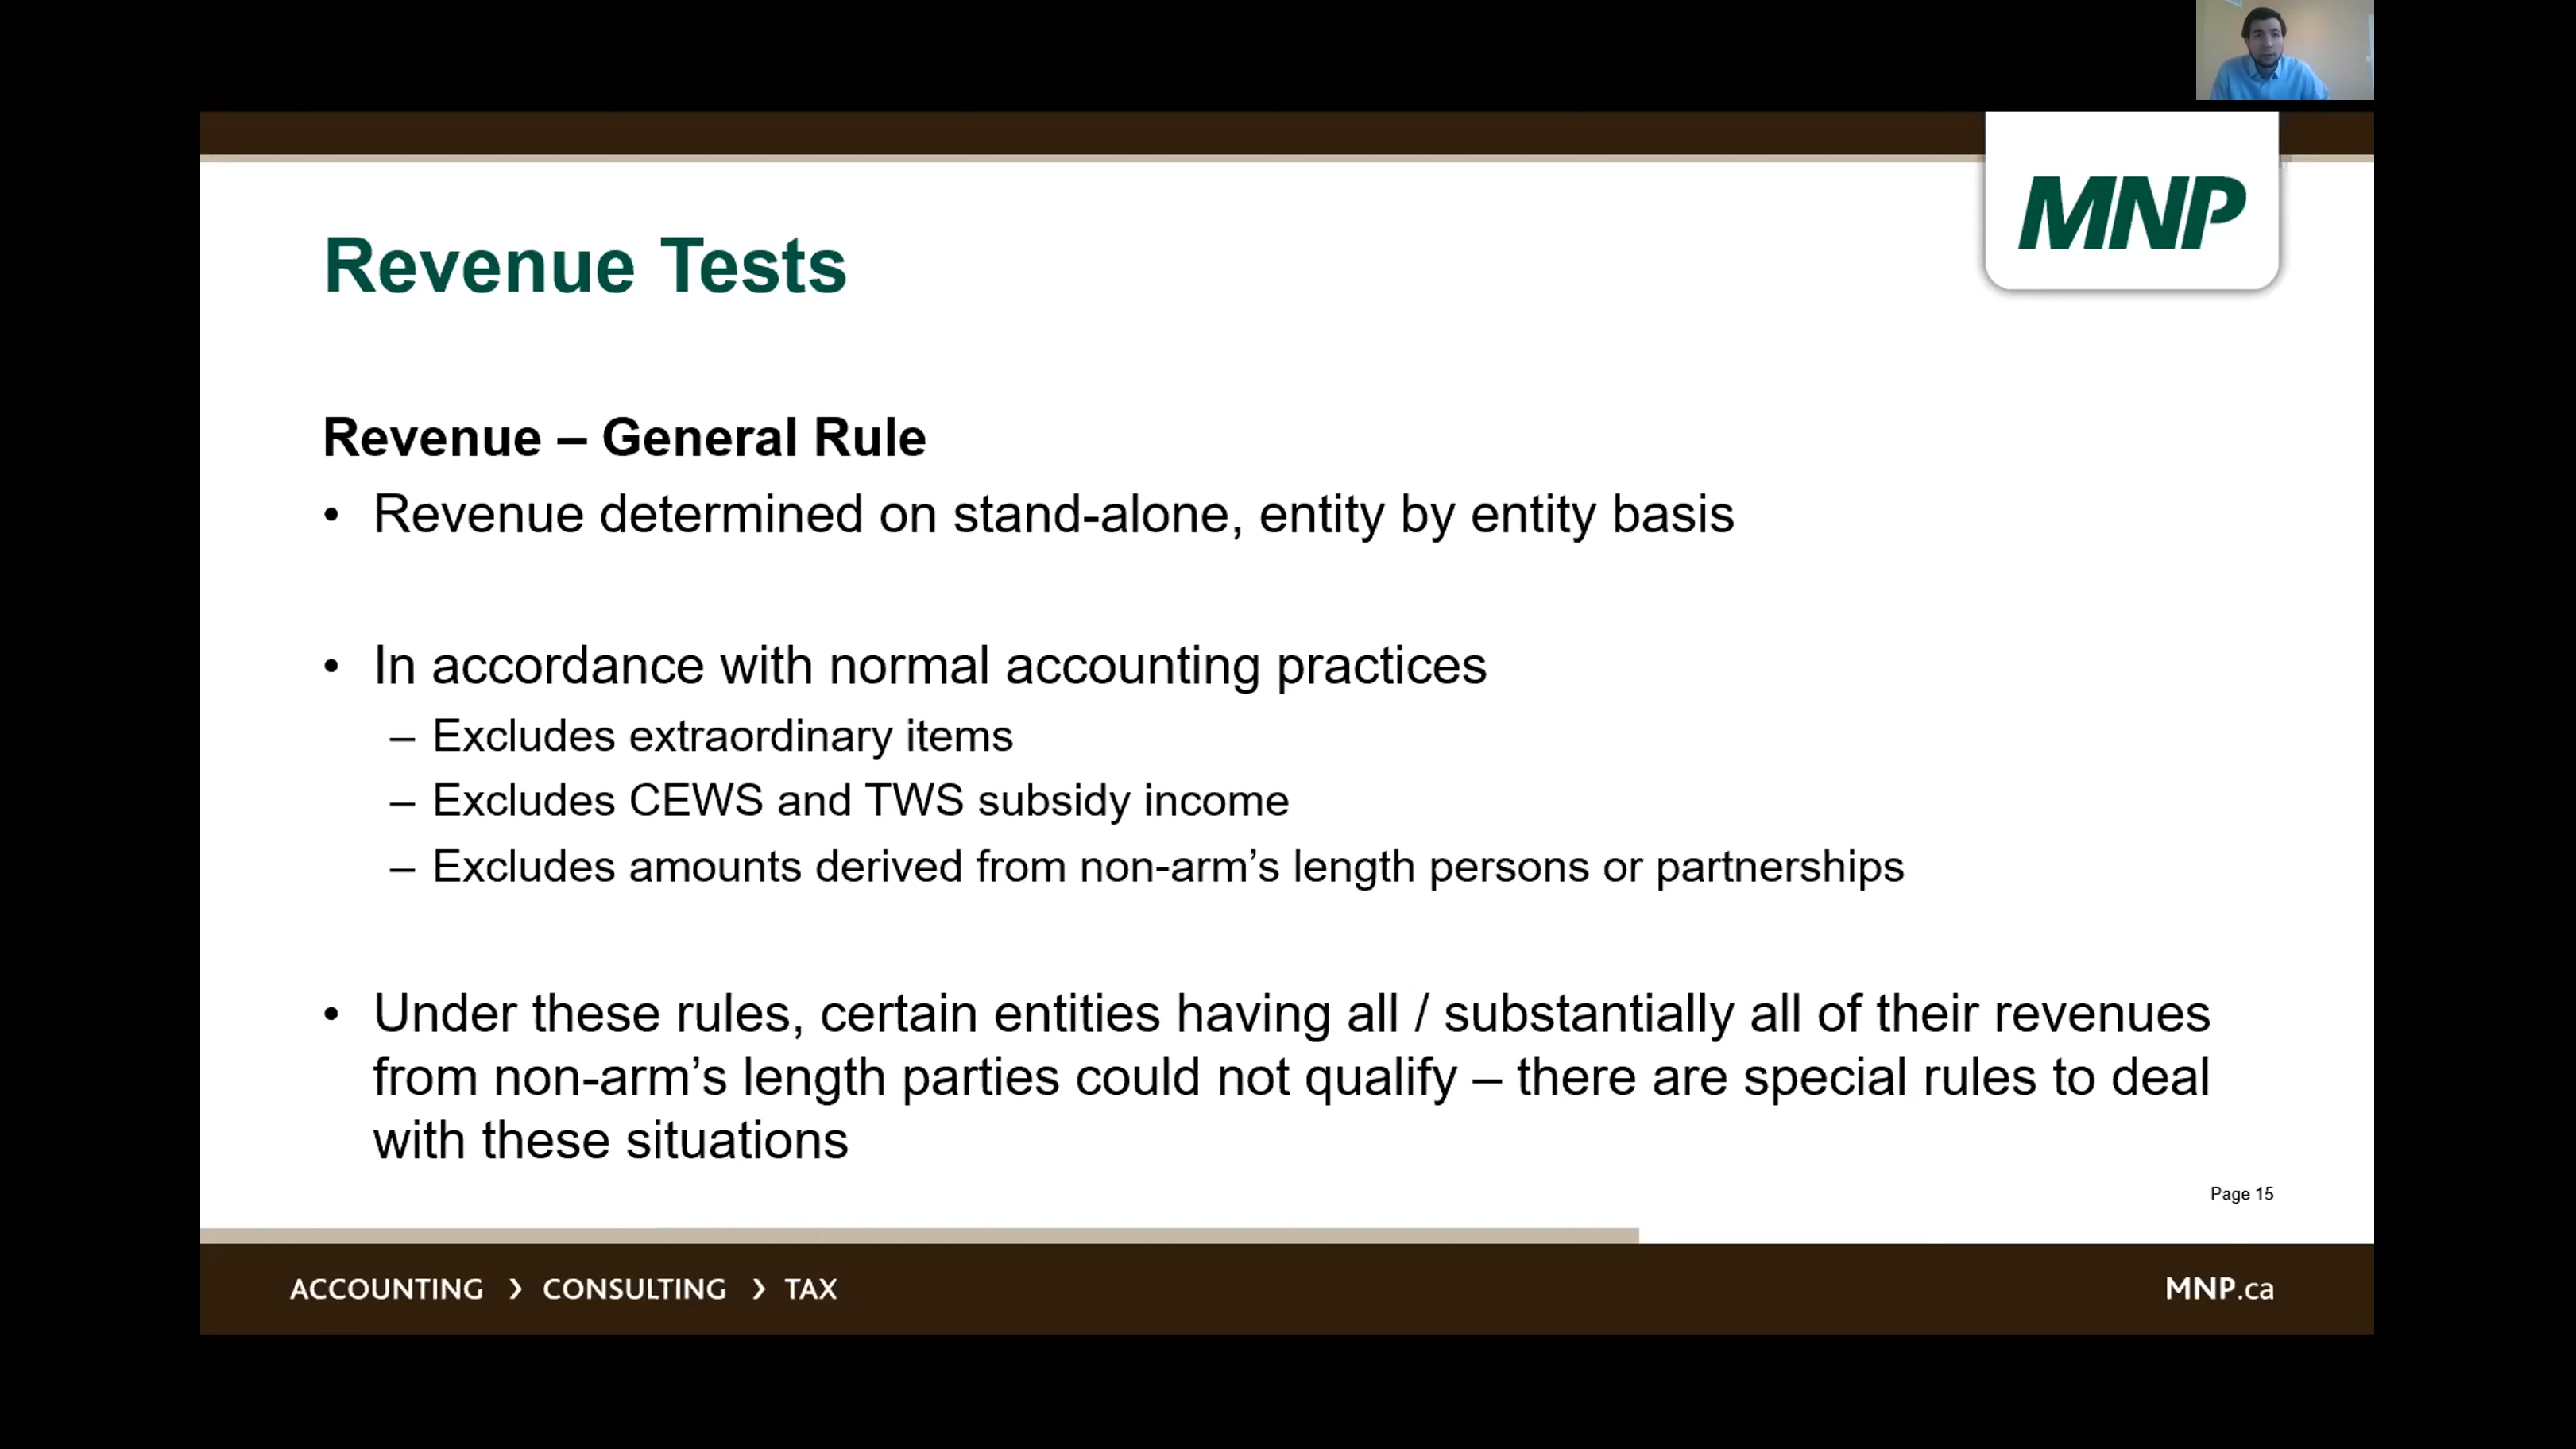 MNP
Revenue Tests
Revenue – General Rule
• Revenue determined on stand-alone, entity by entity basis
• In accordance with normal accounting practices
– Excludes extraordinary items
– Excludes CEWS and TWS subsidy income
– Excludes amounts derived from non-arm’s length persons or partnerships
• Under these rules, certain entities having all / substantially all of their revenues
from non-arm’s length parties could not qualify – there are special rules to deal
with these situations
Page 15
ACCOUNTING › CONSULTING › TAX
MNP.ca